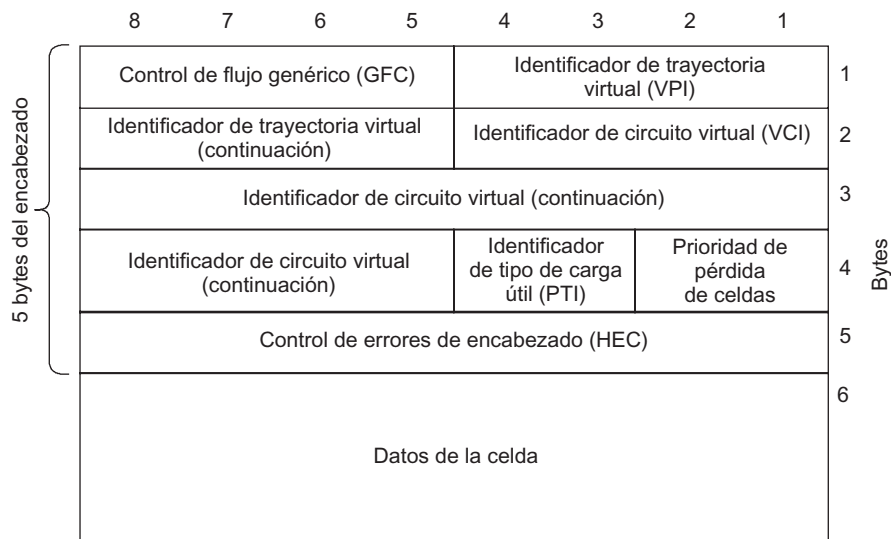 8 7 6 5 4 3 2 1
Control de flujo genérico (GFC)
Identificador de trayectoria
virtual (VPI)
1
Identificador de trayectoria virtual
(continuación)
Identificador de circuito virtual (VCI)
2
Identificador de circuito virtual (continuación)
3
Identificador de circuito virtual
(continuación)
Identificador
de tipo de carga
útil (PTI)
Prioridad de
pérdida
de celdas
4
Control de errores de encabezado (HEC)
5
6
Datos de la celda
5 bytes del encabezado
Bytes